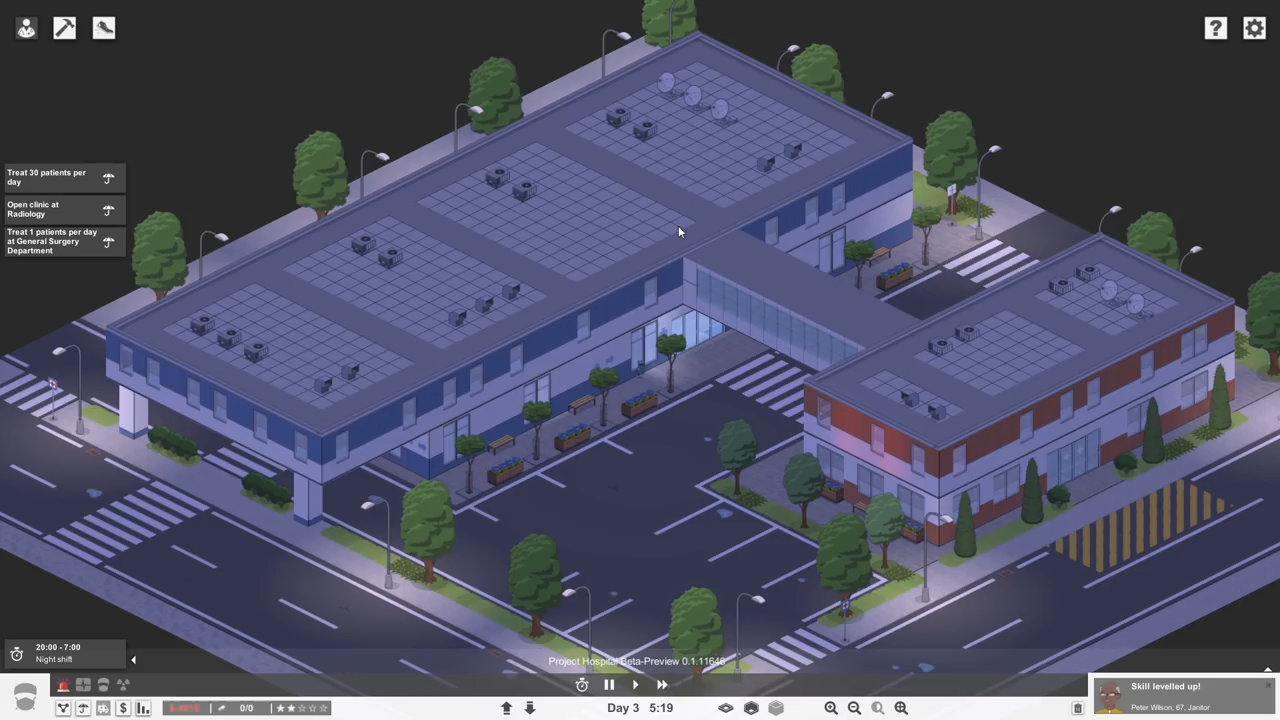 ?
Treat 30 patients per
day
Open clinic at
Radiology
Treat 1 patients per day
at General Surgery
Department
20:00 - 7:00
Night shift
Project Hospital Beta-Preview 0.1.11646
Skill levelled up!
Peter Wilson, 67, Janitor
$
0/0
Day 3 5:19